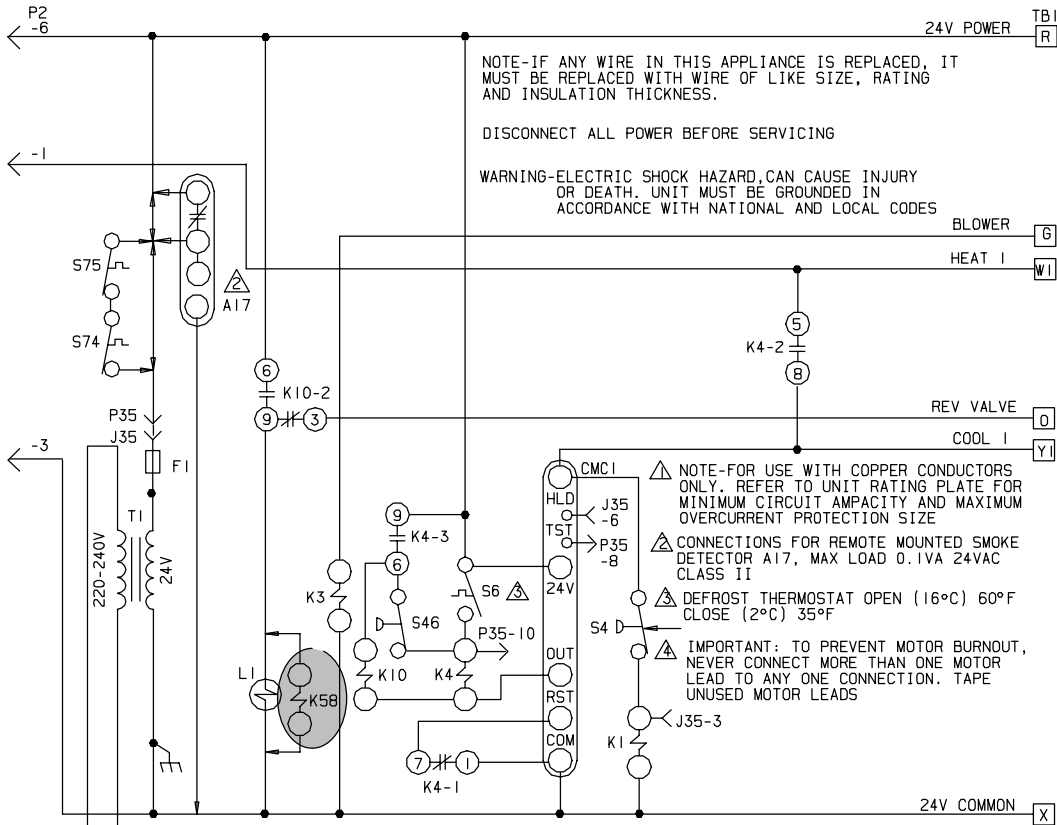 P2
-6
24V POWER
TB1
R
NOTE-IF ANY WIRE IN THIS APPLIANCE IS REPLACED, IT
MUST BE REPLACED WITH WIRE OF LIKE SIZE, RATING
AND INSULATION THICKNESS.
DISCONNECT ALL POWER BEFORE SERVICING
-1
WARNING-ELECTRIC SHOCK HAZARD,CAN CAUSE INJURY
OR DEATH. UNIT MUST BE GROUNDED IN
ACCORDANCE WITH NATIONAL AND LOCAL CODES
BLOWER
G
HEAT 1
W1
S75
2
A17
S74
5
K4-2
8
6
K10-2
9
3
P35
J35
REV VALVE
O
COOL 1
Y1
-3
F1
CMC1
HLD
J35
-6
TST
P35
-8
24V
1 NOTE-FOR USE WITH COPPER CONDUCTORS
ONLY. REFER TO UNIT RATING PLATE FOR
MINIMUM CIRCUIT AMPACITY AND MAXIMUM
OVERCURRENT PROTECTION SIZE
2 CONNECTIONS FOR REMOTE MOUNTED SMOKE
DETECTOR A17, MAX LOAD 0.1VA 24VAC
CLASS II
3 DEFROST THERMOSTAT OPEN (16°C) 60°F
CLOSE (2°C) 35°F
4 IMPORTANT: TO PREVENT MOTOR BURNOUT,
NEVER CONNECT MORE THAN ONE MOTOR
LEAD TO ANY ONE CONNECTION. TAPE
UNUSED MOTOR LEADS
T1
220-240V
24V
9
K4-3
6
K3
S6 3
S46
P35-10
S4
L1
K58
K10
K4
OUT
RST
COM
J35-3
K1
7
1
K4-1
24V COMMON
X